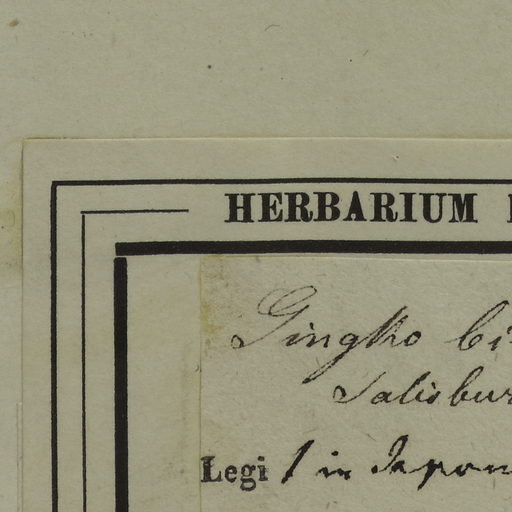 HERBARIUM
Gingko bi
Salisbur
Legi in Japon